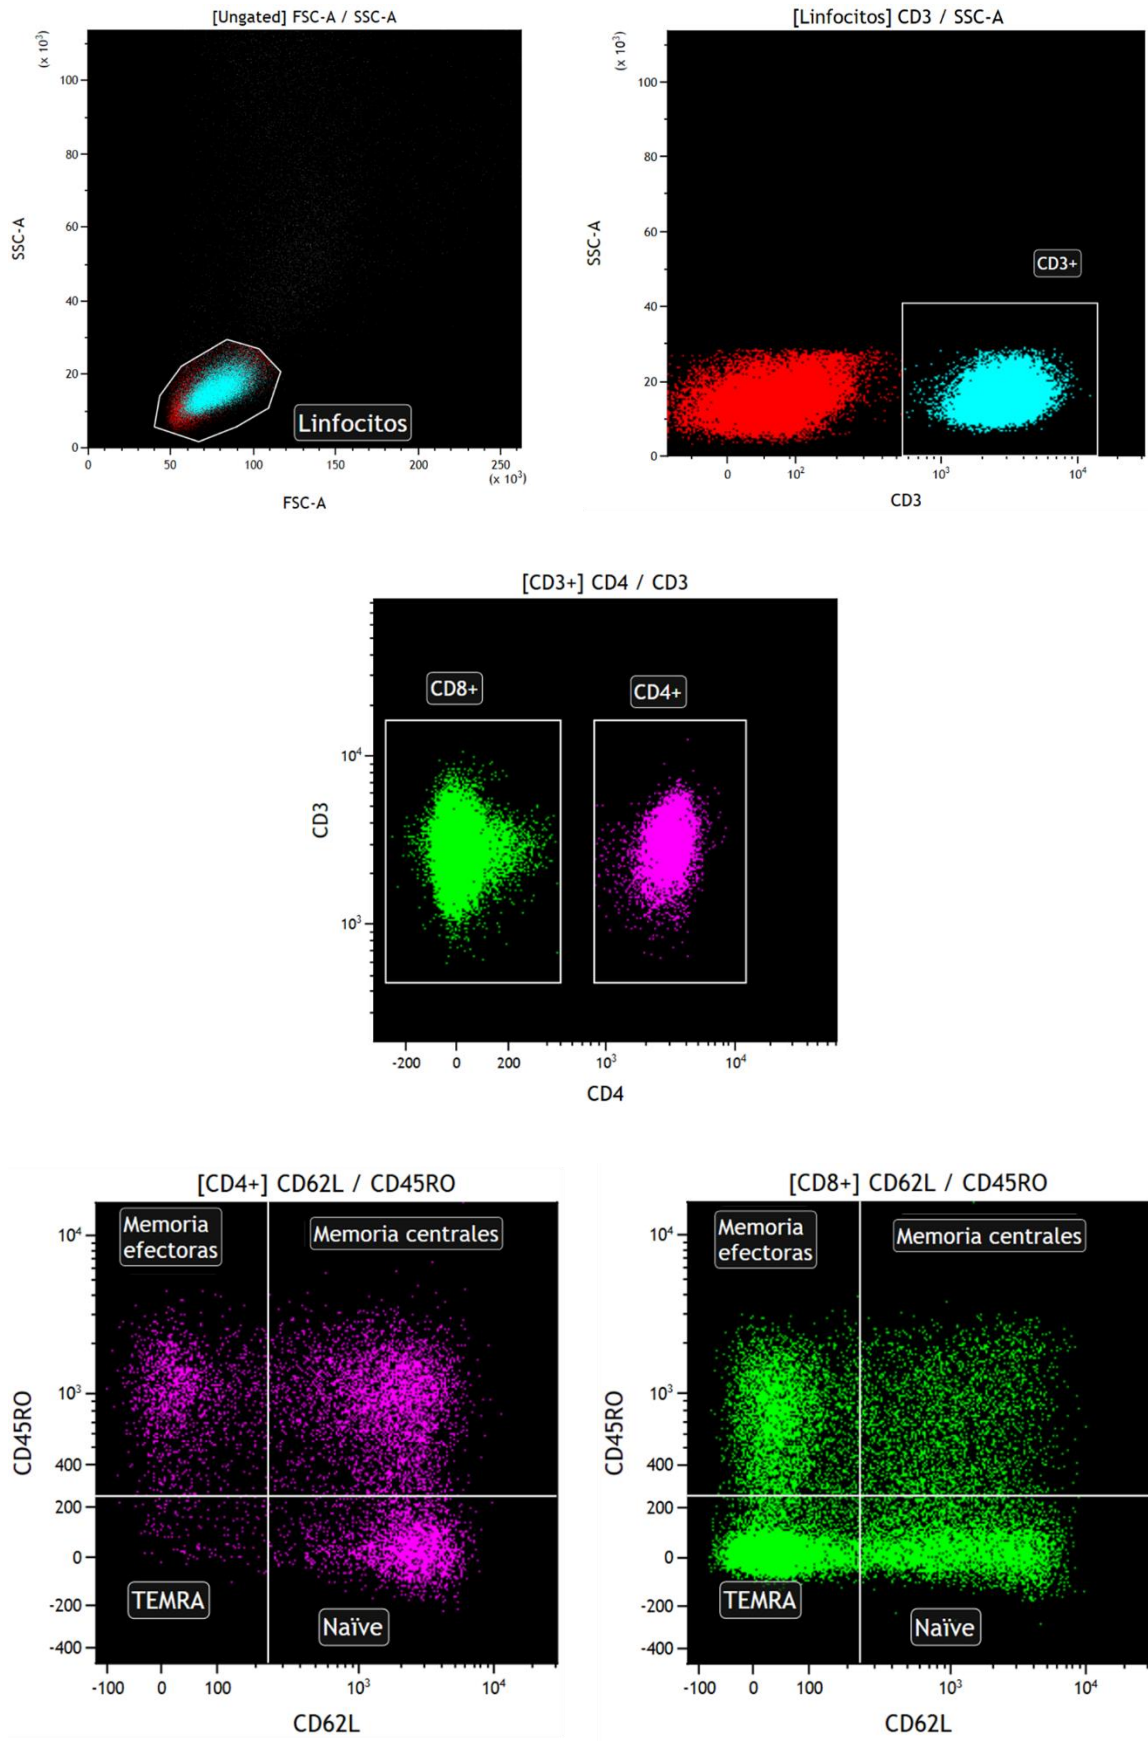 [Ungated] FSC-A / SSC-A
(x 10³)
100
80
60
40
20
0
SSC-A
Linfocitos
0 50 100 150 200 250
(x 10³)
FSC-A
[Linfocitos] CD3 / SSC-A
(x 10³)
100
80
60
40
20
0
SSC-A
CD3+
0 10² 10³ 10⁴
CD3
[CD3+] CD4 / CD3
CD8+
CD4+
10⁴
10³
CD3
-200 0 200 10³ 10⁴
CD4
[CD4+] CD62L / CD45RO
Memoria
efectoras
Memoria centrales
10⁴
10³
400
200
0
-200
-400
CD45RO
TEMRA
Naïve
-100 0 100 10³ 10⁴
CD62L
[CD8+] CD62L / CD45RO
Memoria
efectoras
Memoria centrales
10⁴
10³
400
200
0
-200
-400
CD45RO
TEMRA
Naïve
-100 0 100 10³ 10⁴
CD62L